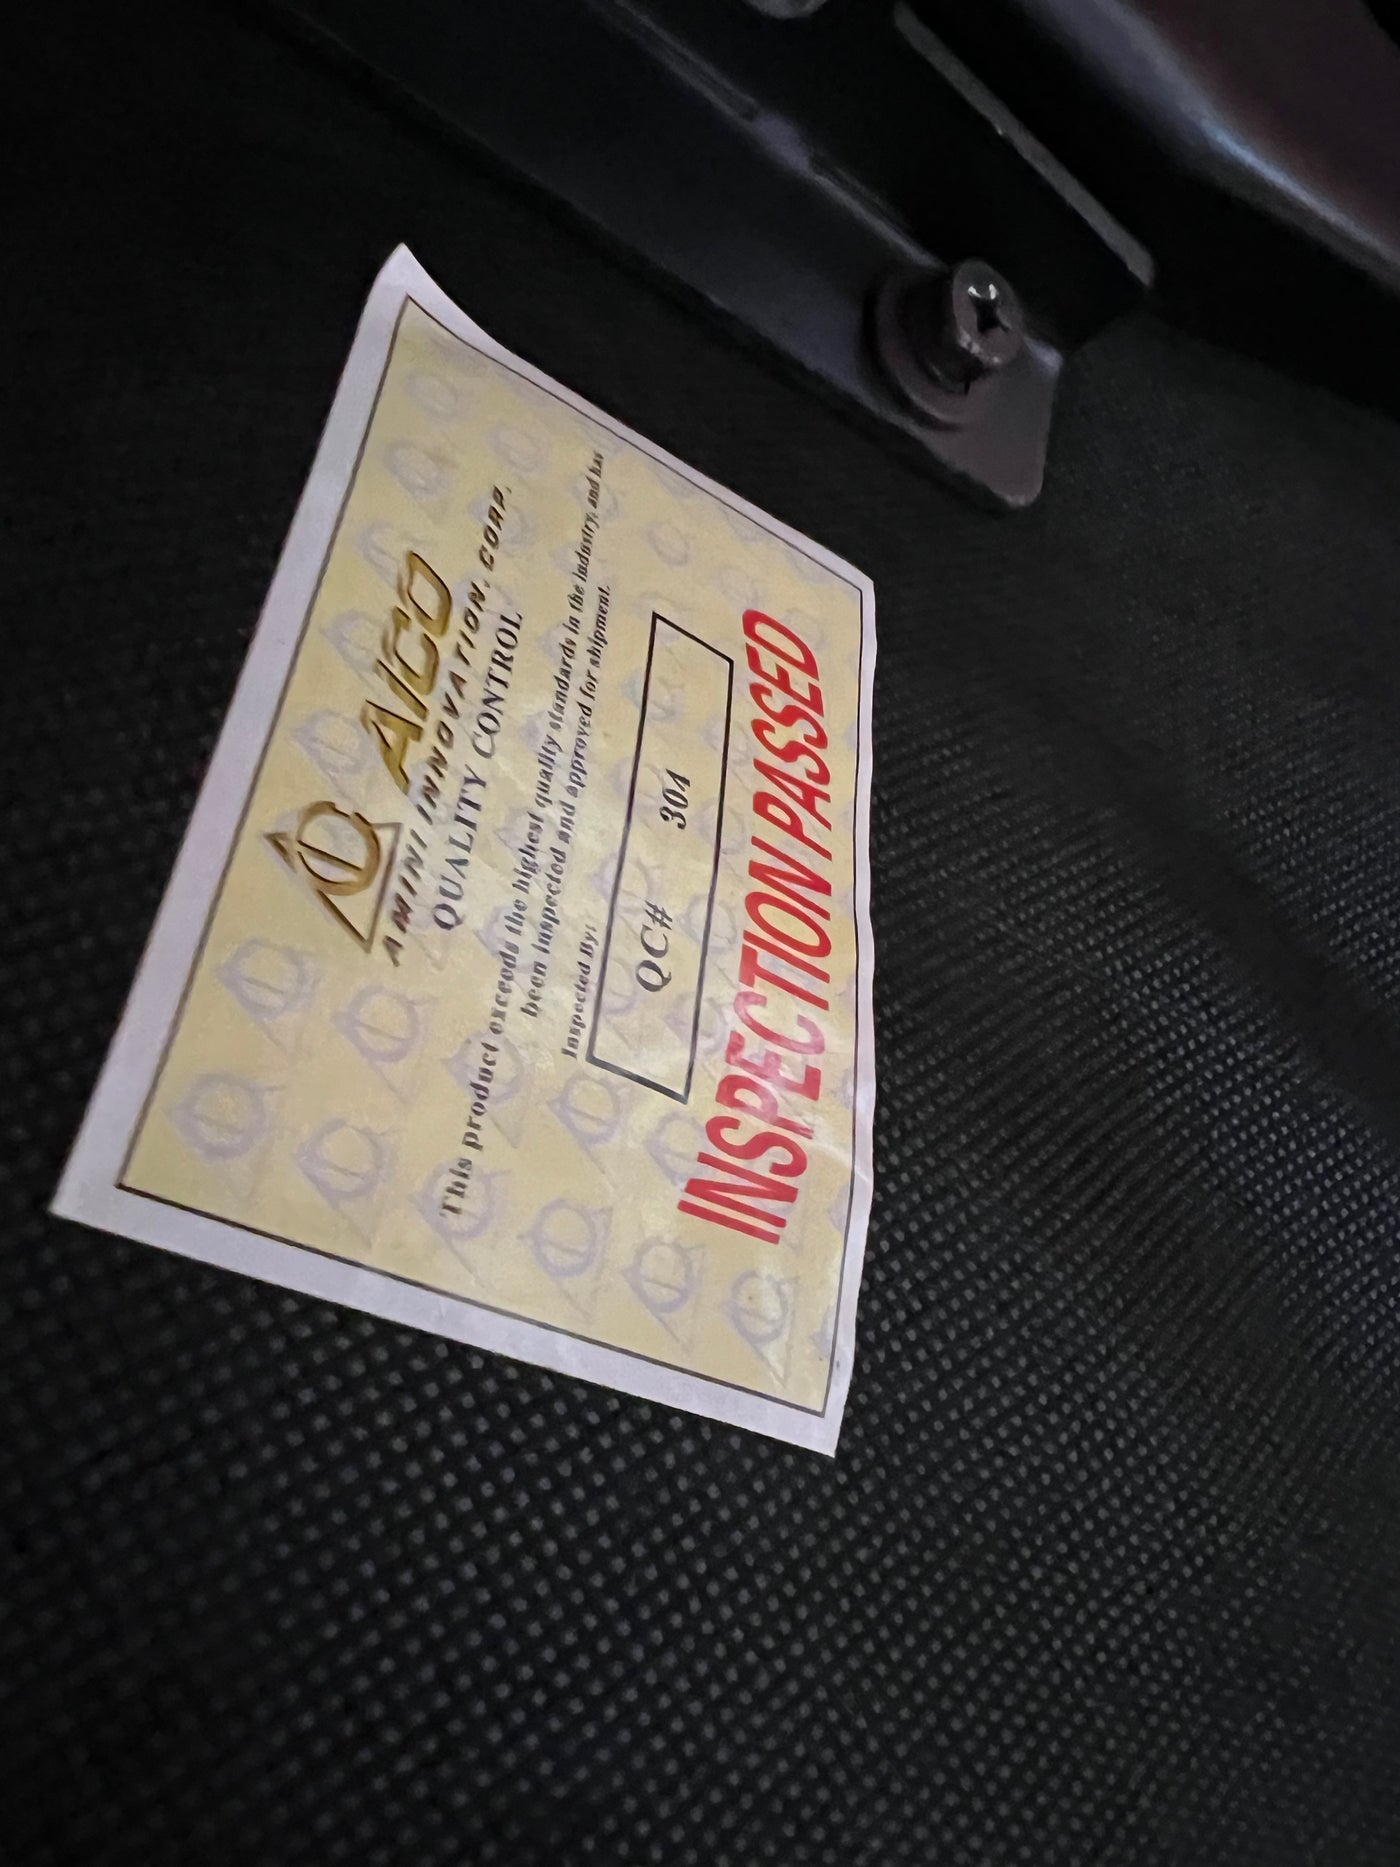 AICO
AMINI INNOVATION, CORP.
QUALITY CONTROL
This product exceeds the highest quality standards in the industry, and has
been inspected and approved for shipment.
Inspected By:
QC# 304
INSPECTION PASSED